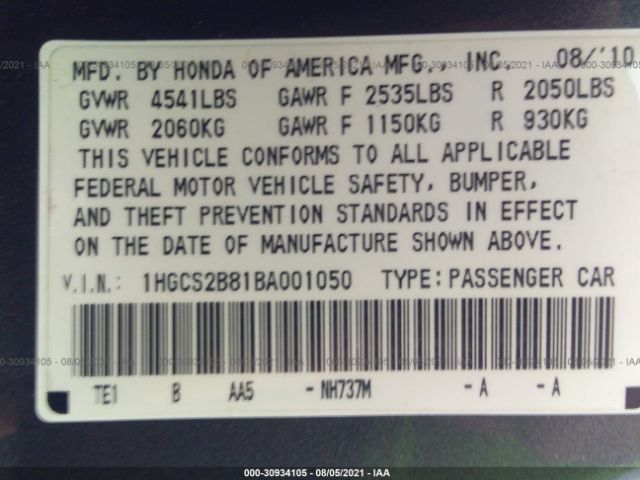 MFD. BY HONDA OF AMERICA MFG., INC. 08/'10
GVWR 4541LBS GAWR F 2535LBS R 2050LBS
GVWR 2060KG GAWR F 1150KG R 930KG
THIS VEHICLE CONFORMS TO ALL APPLICABLE
FEDERAL MOTOR VEHICLE SAFETY, BUMPER,
AND THEFT PREVENTION STANDARDS IN EFFECT
ON THE DATE OF MANUFACTURE SHOWN ABOVE.
V.I.N.: 1HGCS2B81BA001050 TYPE: PASSENGER CAR
TE1 B AA5 -NH737M -A -A
000-30934105 - 08/05/2021 - IAA